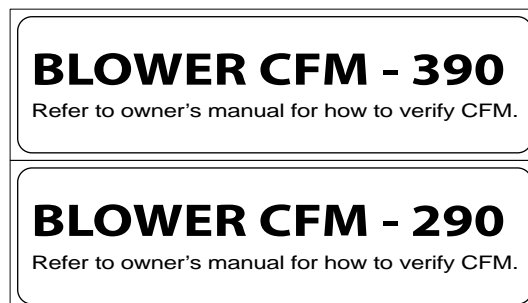 BLOWER CFM - 390
Refer to owner’s manual for how to verify CFM.
BLOWER CFM - 290
Refer to owner’s manual for how to verify CFM.